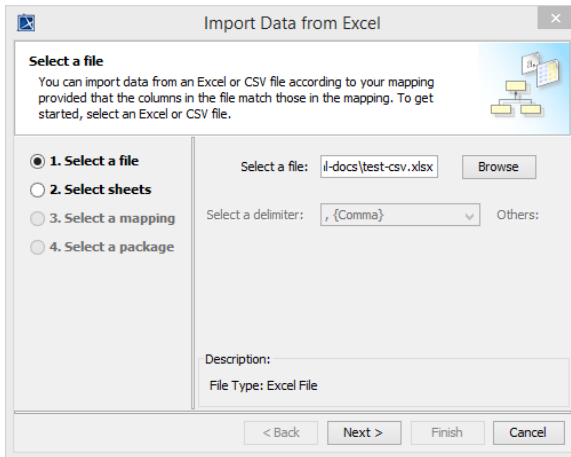 Import Data from Excel
Select a file
You can import data from an Excel or CSV file according to your mapping
provided that the columns in the file match those in the mapping. To get
started, select an Excel or CSV file.
1. Select a file
2. Select sheets
3. Select a mapping
4. Select a package
Select a file: l-docs\test-csv.xlsx Browse
Select a delimiter: , {Comma} Others:
Description:
File Type: Excel File
< Back Next > Finish Cancel